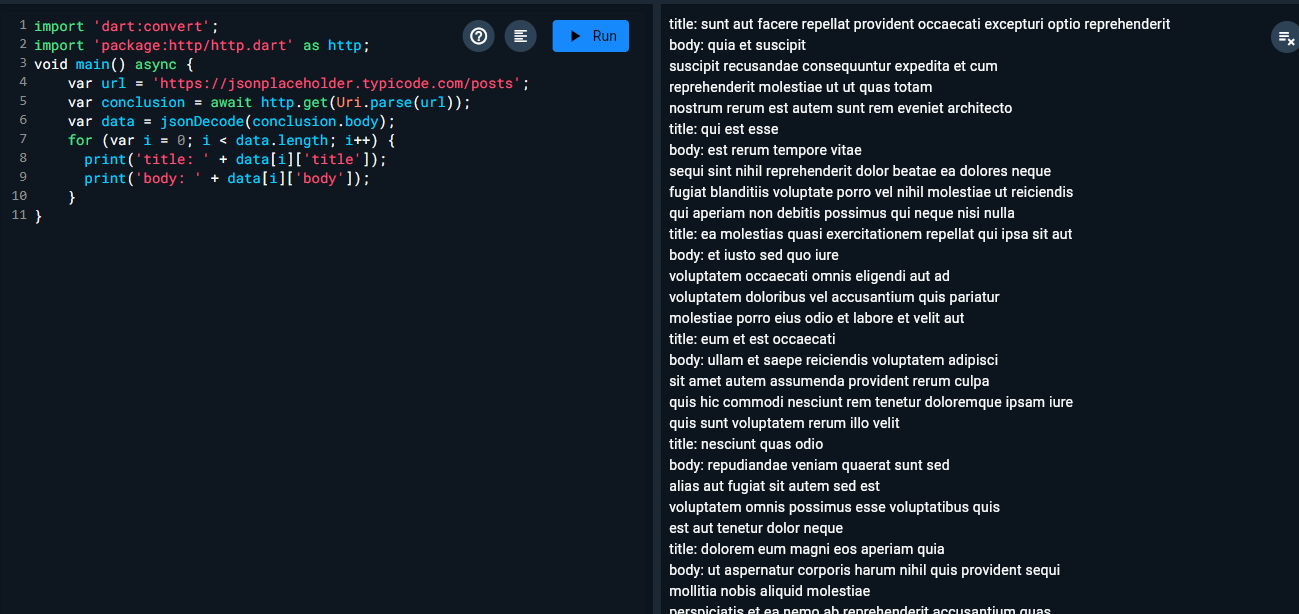 1 import 'dart:convert';
2 import 'package:http/http.dart' as http;
3 void main() async {
4 var url = 'https://jsonplaceholder.typicode.com/posts';
5 var conclusion = await http.get(Uri.parse(url));
6 var data = jsonDecode(conclusion.body);
7 for (var i = 0; i < data.length; i++) {
8 print('title: ' + data[i]['title']);
9 print('body: ' + data[i]['body']);
10 }
11 }
Run
title: sunt aut facere repellat provident occaecati excepturi optio reprehenderit
body: quia et suscipit
suscipit recusandae consequuntur expedita et cum
reprehenderit molestiae ut ut quas totam
nostrum rerum est autem sunt rem eveniet architecto
title: qui est esse
body: est rerum tempore vitae
sequi sint nihil reprehenderit dolor beatae ea dolores neque
fugiat blanditiis voluptate porro vel nihil molestiae ut reiciendis
qui aperiam non debitis possimus qui neque nisi nulla
title: ea molestias quasi exercitationem repellat qui ipsa sit aut
body: et iusto sed quo iure
voluptatem occaecati omnis eligendi aut ad
voluptatem doloribus vel accusantium quis pariatur
molestiae porro eius odio et labore et velit aut
title: eum et est occaecati
body: ullam et saepe reiciendis voluptatem adipisci
sit amet autem assumenda provident rerum culpa
quis hic commodi nesciunt rem tenetur doloremque ipsam iure
quis sunt voluptatem rerum illo velit
title: nesciunt quas odio
body: repudiandae veniam quaerat sunt sed
alias aut fugiat sit autem sed est
voluptatem omnis possimus esse voluptatibus quis
est aut tenetur dolor neque
title: dolorem eum magni eos aperiam quia
body: ut aspernatur corporis harum nihil quis provident sequi
mollitia nobis aliquid molestiae
perspiciatis et ea nemo ab reprehenderit accusantium quas